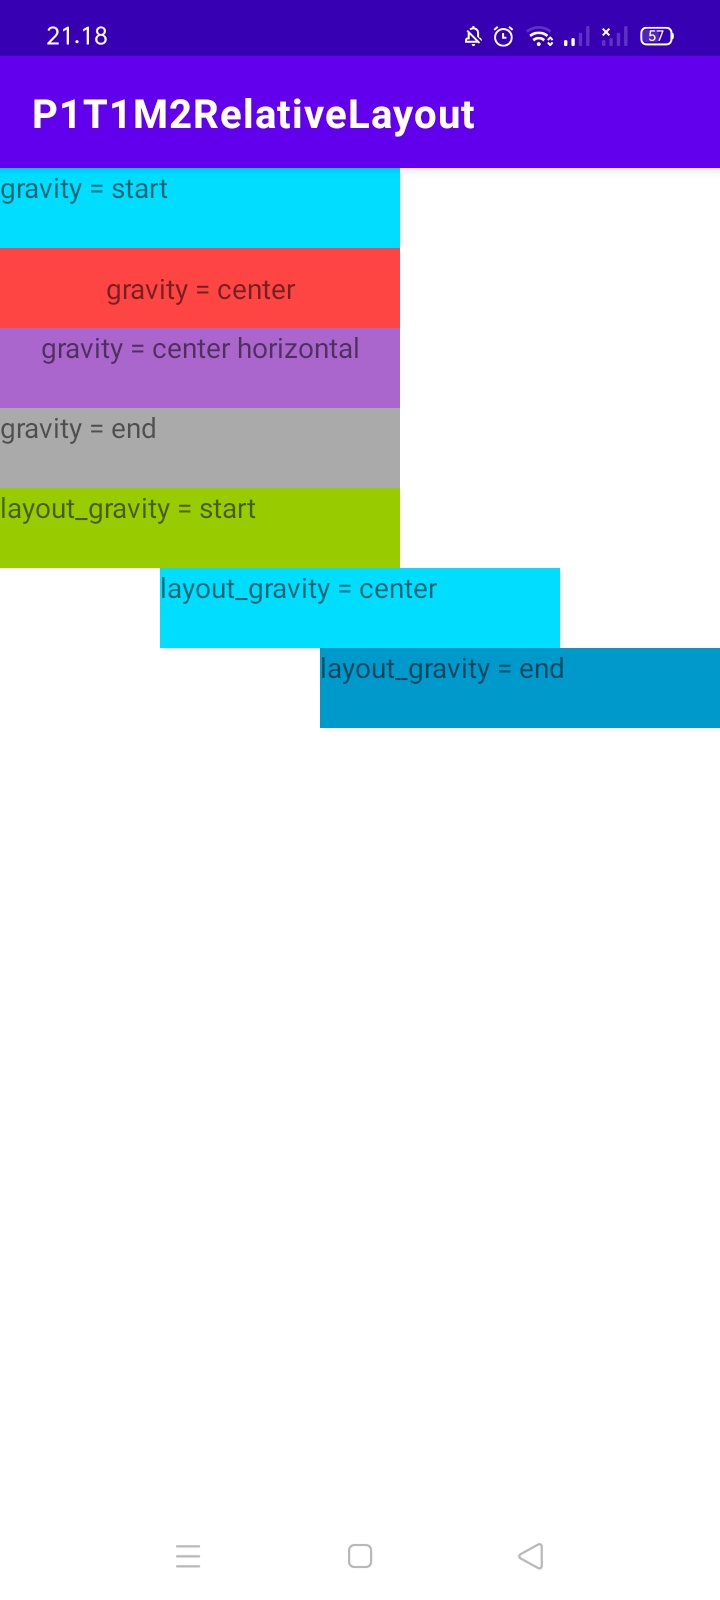 21.18
57
P1T1M2RelativeLayout
gravity = start
gravity = center
gravity = center horizontal
gravity = end
layout_gravity = start
layout_gravity = center
layout_gravity = end